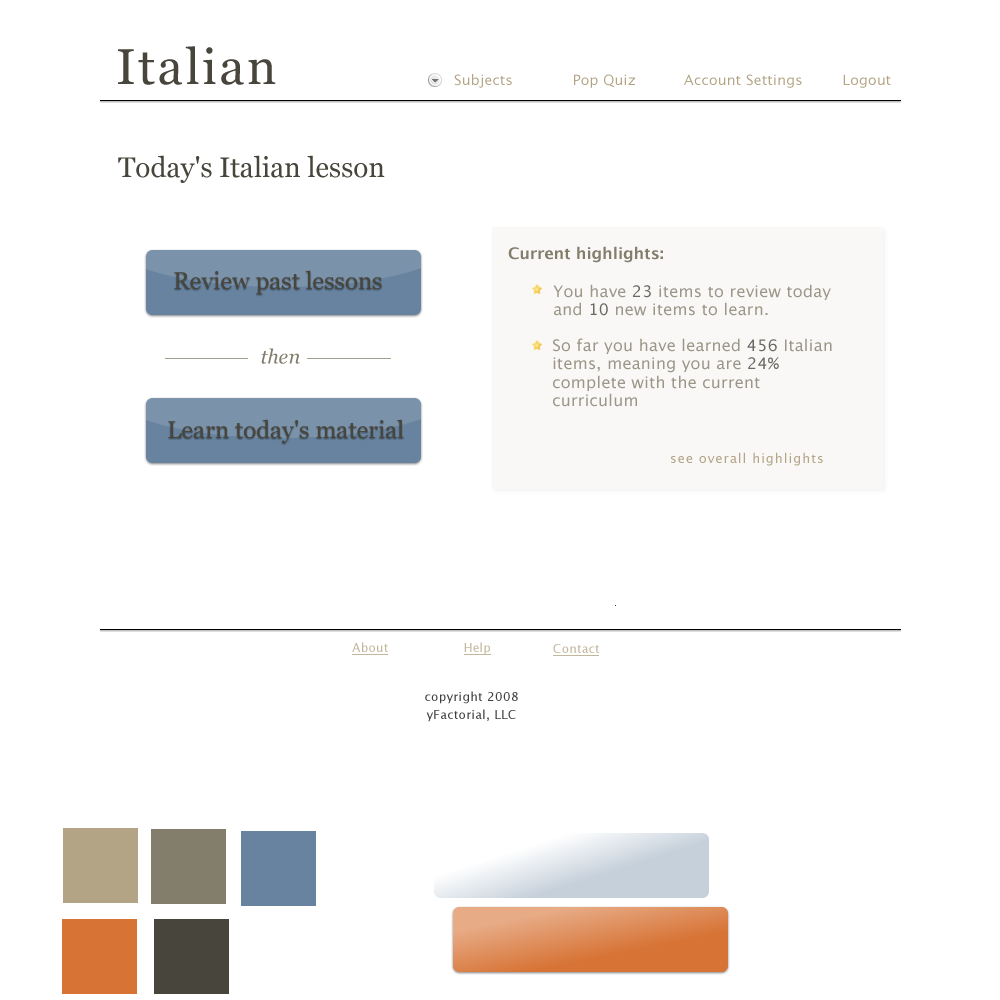 Italian
Subjects Pop Quiz Account Settings Logout
Today's Italian lesson
Review past lessons
then
Learn today's material
Current highlights:
You have 23 items to review today
and 10 new items to learn.
So far you have learned 456 Italian
items, meaning you are 24%
complete with the current
curriculum
see overall highlights
About Help Contact
copyright 2008
yFactorial, LLC